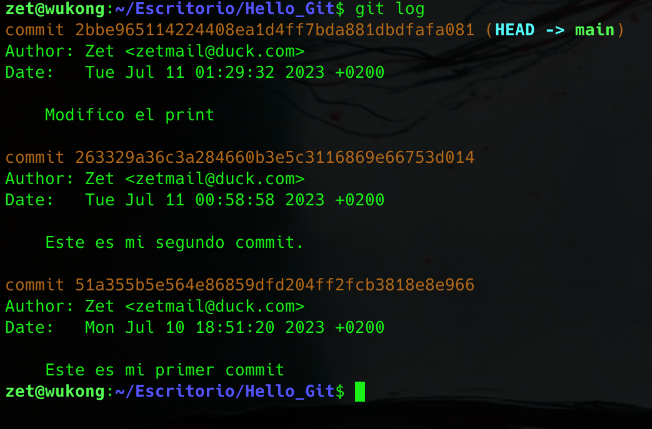 zet@wukong:~/Escritorio/Hello_Git$ git log
commit 2bbe965114224408ea1d4ff7bda881dbdfafa081 (HEAD -> main)
Author: Zet <zetmail@duck.com>
Date:   Tue Jul 11 01:29:32 2023 +0200
Modifico el print
commit 263329a36c3a284660b3e5c3116869e66753d014
Author: Zet <zetmail@duck.com>
Date:   Tue Jul 11 00:58:58 2023 +0200
Este es mi segundo commit.
commit 51a355b5e564e86859dfd204ff2fcb3818e8e966
Author: Zet <zetmail@duck.com>
Date:   Mon Jul 10 18:51:20 2023 +0200
Este es mi primer commit
zet@wukong:~/Escritorio/Hello_Git$